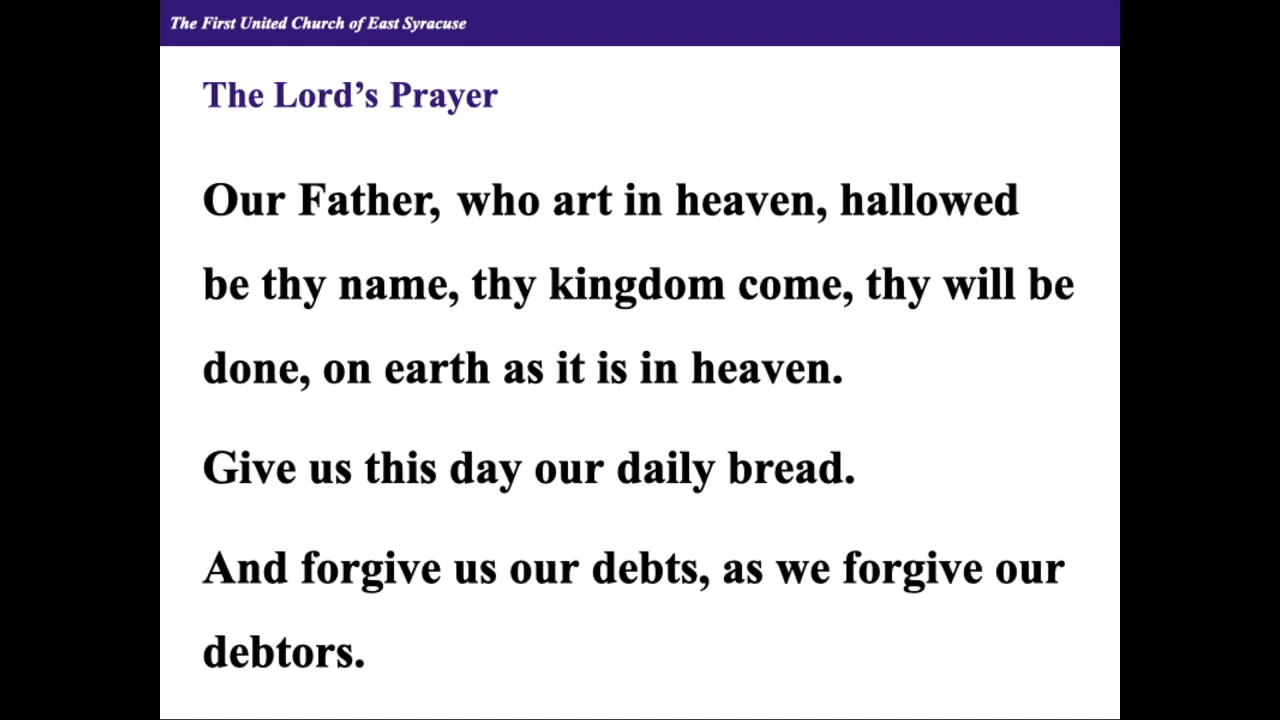 The First United Church of East Syracuse
The Lord’s Prayer
Our Father, who art in heaven, hallowed
be thy name, thy kingdom come, thy will be
done, on earth as it is in heaven.
Give us this day our daily bread.
And forgive us our debts, as we forgive our
debtors.